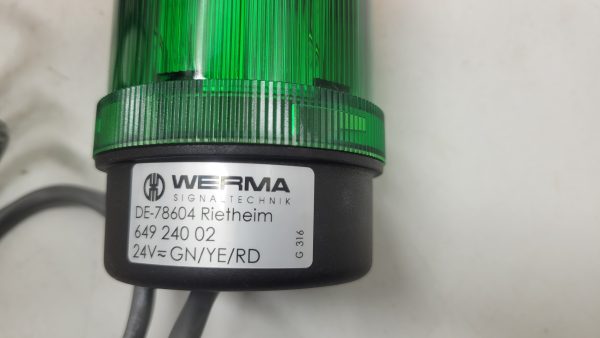 WERMA
SIGNALTECHNIK
DE-78604 Rietheim
649 240 02
24V≂ GN/YE/RD
G 316